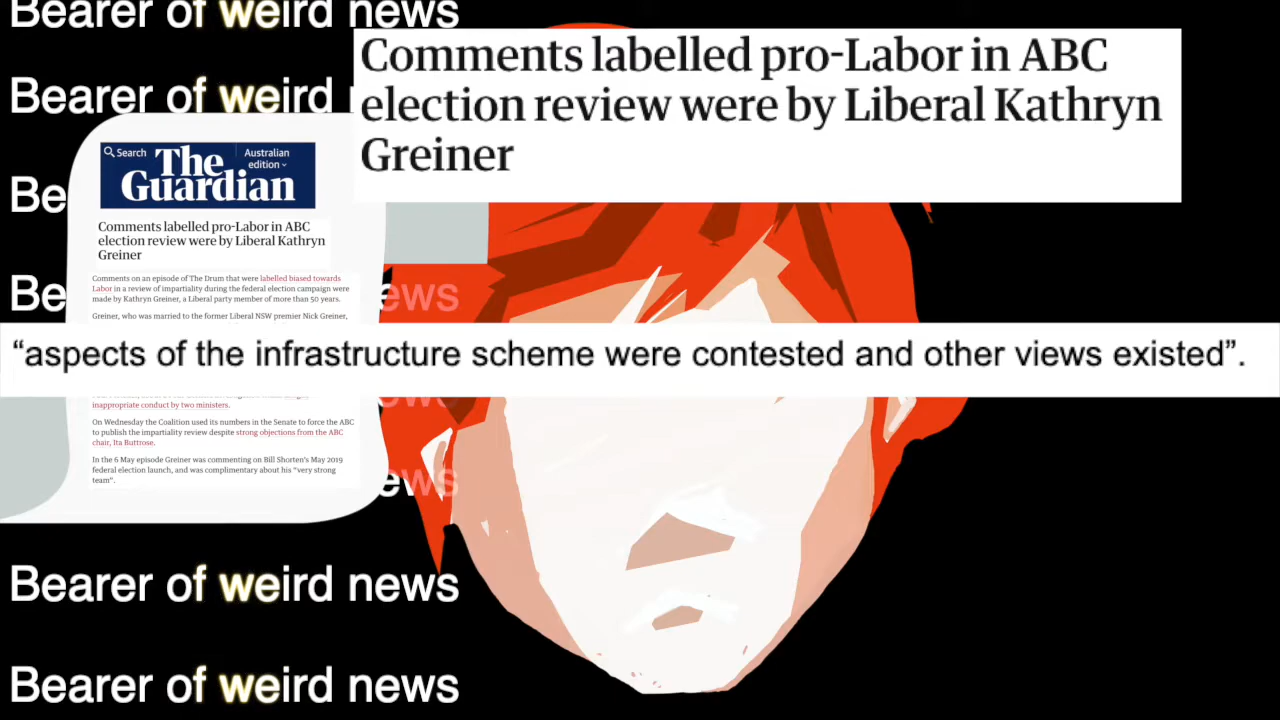 Bearer of weird news
Comments labelled pro-Labor in ABC
election review were by Liberal Kathryn
Greiner
Bearer of weird
Search
The
Guardian
Australian
edition
Be
Comments labelled pro-Labor in ABC
election review were by Liberal Kathryn
Greiner
Comments on an episode of The Drum that were labelled biased towards
Labor in a review of impartiality during the federal election campaign were
made by Kathryn Greiner, a Liberal party member of more than 50 years.
Be
ews
Greiner, who was married to the former Liberal NSW premier Nick Greiner,
“aspects of the infrastructure scheme were contested and other views existed”.
inappropriate conduct by two ministers.
On Wednesday the Coalition used its numbers in the Senate to force the ABC
to publish the impartiality review despite strong objections from the ABC
chair, Ita Buttrose.
In the 6 May episode Greiner was commenting on Bill Shorten's May 2019
federal election launch, and was complimentary about his “very strong
team”.
ews
Bearer of weird news
Bearer of weird news